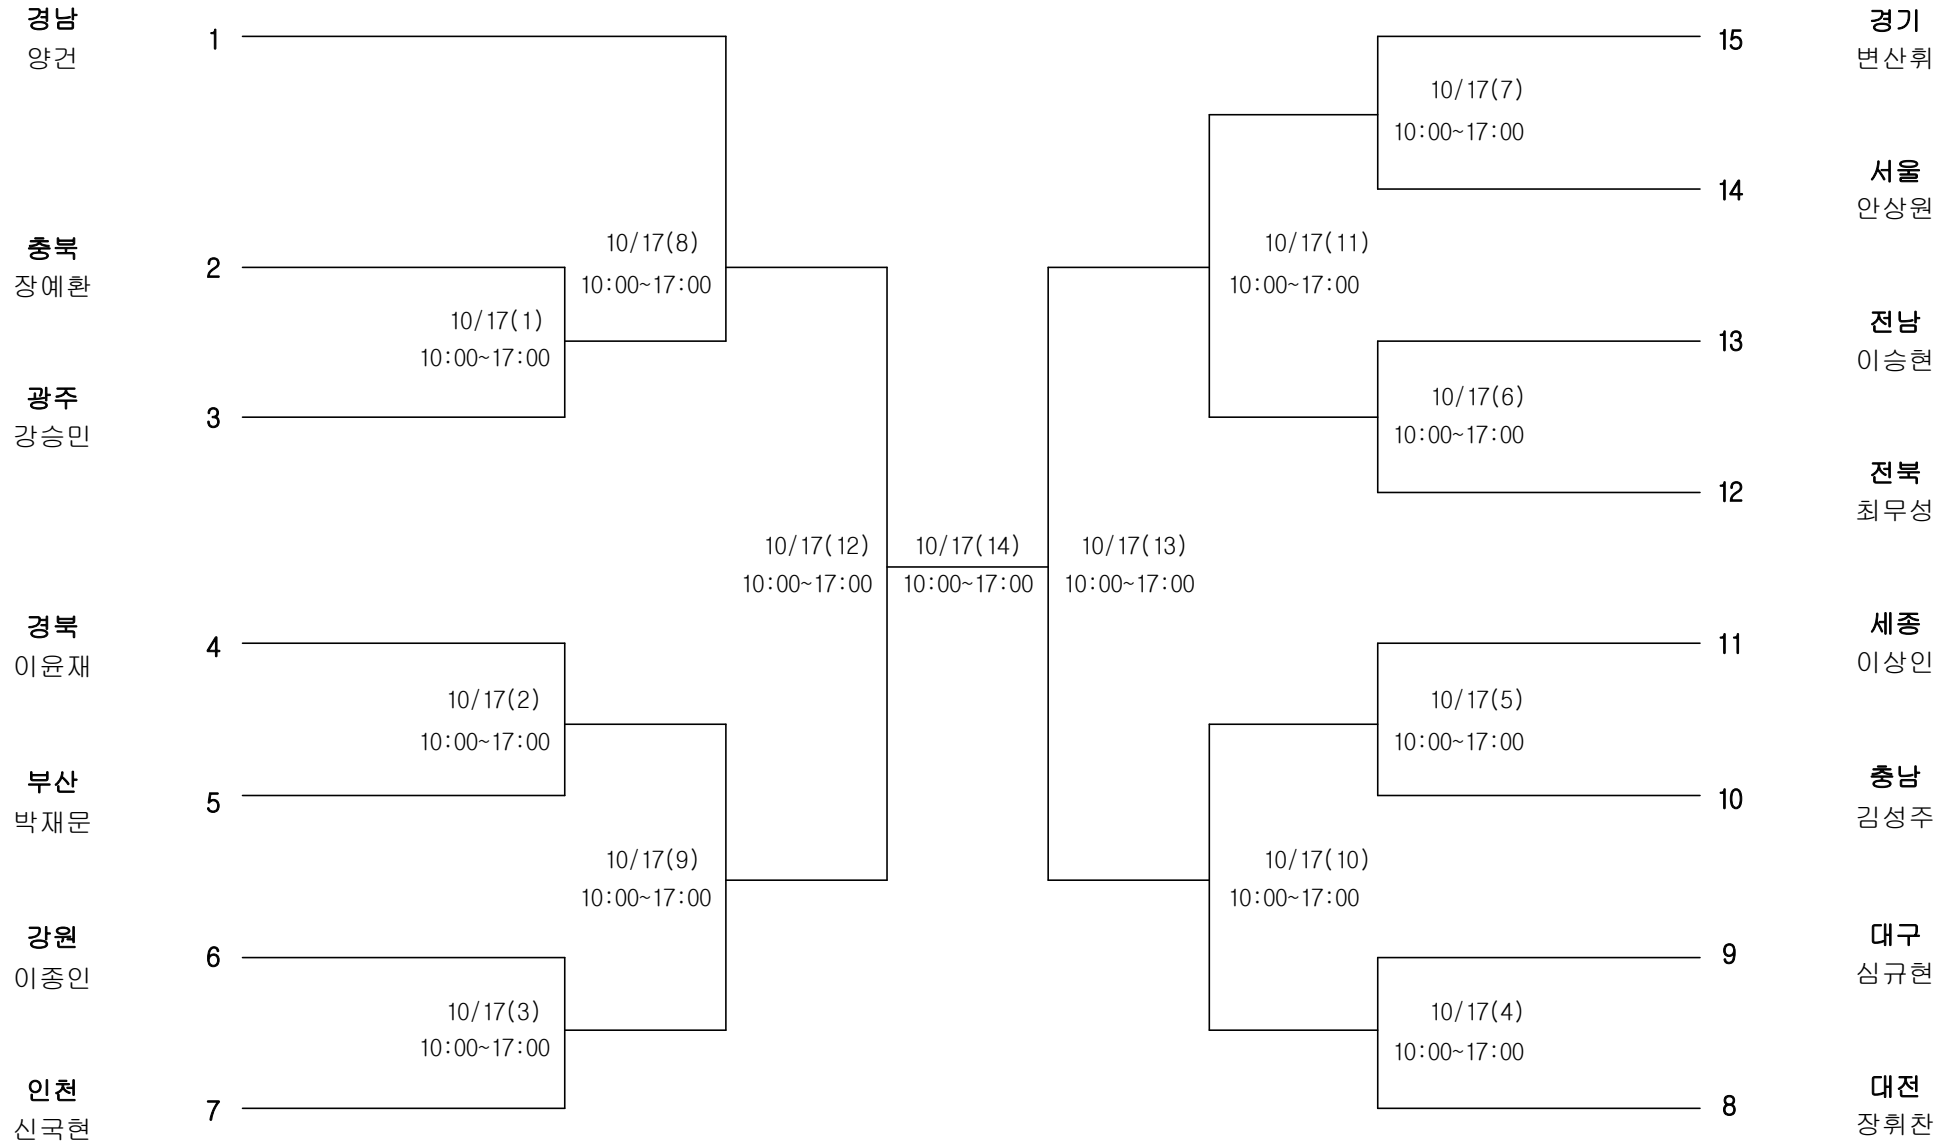 경남
양건
1
충북
장예환
2
광주
강승민
3
경북
이윤재
4
부산
박재문
5
강원
이종인
6
인천
신국현
7
10/17(1)
10:00~17:00
10/17(2)
10:00~17:00
10/17(3)
10:00~17:00
10/17(8)
10:00~17:00
10/17(9)
10:00~17:00
10/17(12)
10:00~17:00
10/17(14)
10:00~17:00
10/17(13)
10:00~17:00
10/17(11)
10:00~17:00
10/17(10)
10:00~17:00
10/17(7)
10:00~17:00
10/17(6)
10:00~17:00
10/17(5)
10:00~17:00
10/17(4)
10:00~17:00
15
경기
변산휘
14
서울
안상원
13
전남
이승현
12
전북
최무성
11
세종
이상인
10
충남
김성주
9
대구
심규현
8
대전
장휘찬